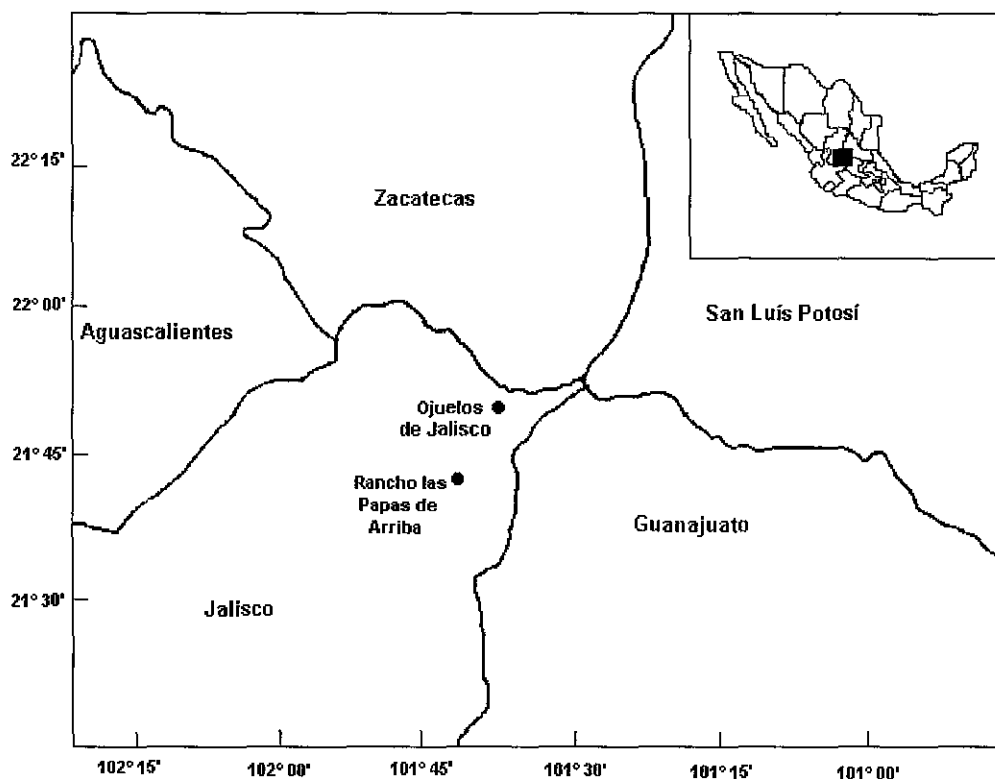 22° 15'
Zacatecas
22° 00'
San Luís Potosí
Aguascalientes
Ojuelos
de Jalisco
21° 45'
Rancho las
Papas de
Arriba
Guanajuato
21° 30'
Jalisco
102° 15'
102° 00'
101° 45'
101° 30'
101° 15'
101° 00'